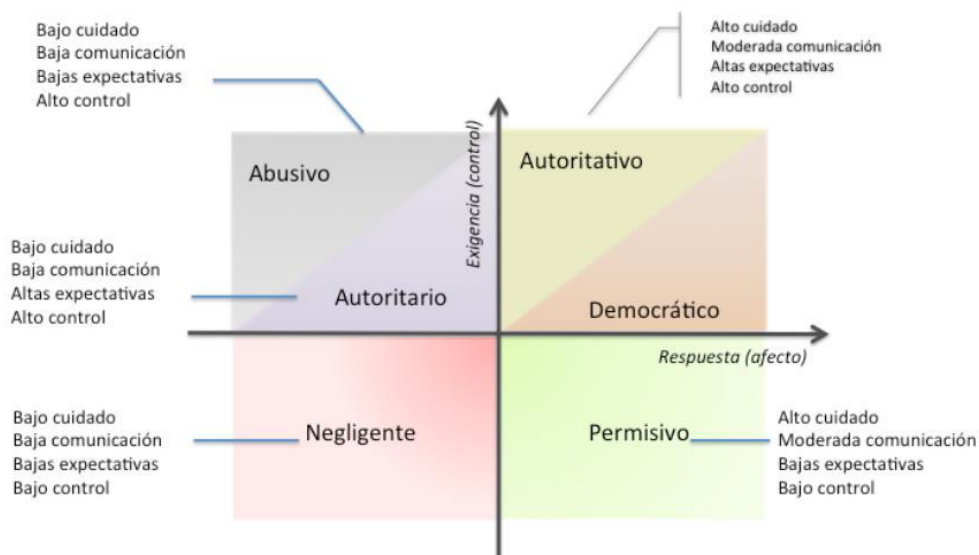 Bajo cuidado
Baja comunicación
Bajas expectativas
Alto control
Alto cuidado
Moderada comunicación
Altas expectativas
Alto control
Abusivo
Exigencia (control)
Autoritativo
Bajo cuidado
Baja comunicación
Altas expectativas
Alto control
Autoritario
Democrático
Respuesta (afecto)
Bajo cuidado
Baja comunicación
Bajas expectativas
Bajo control
Negligente
Permisivo
Alto cuidado
Moderada comunicación
Bajas expectativas
Bajo control